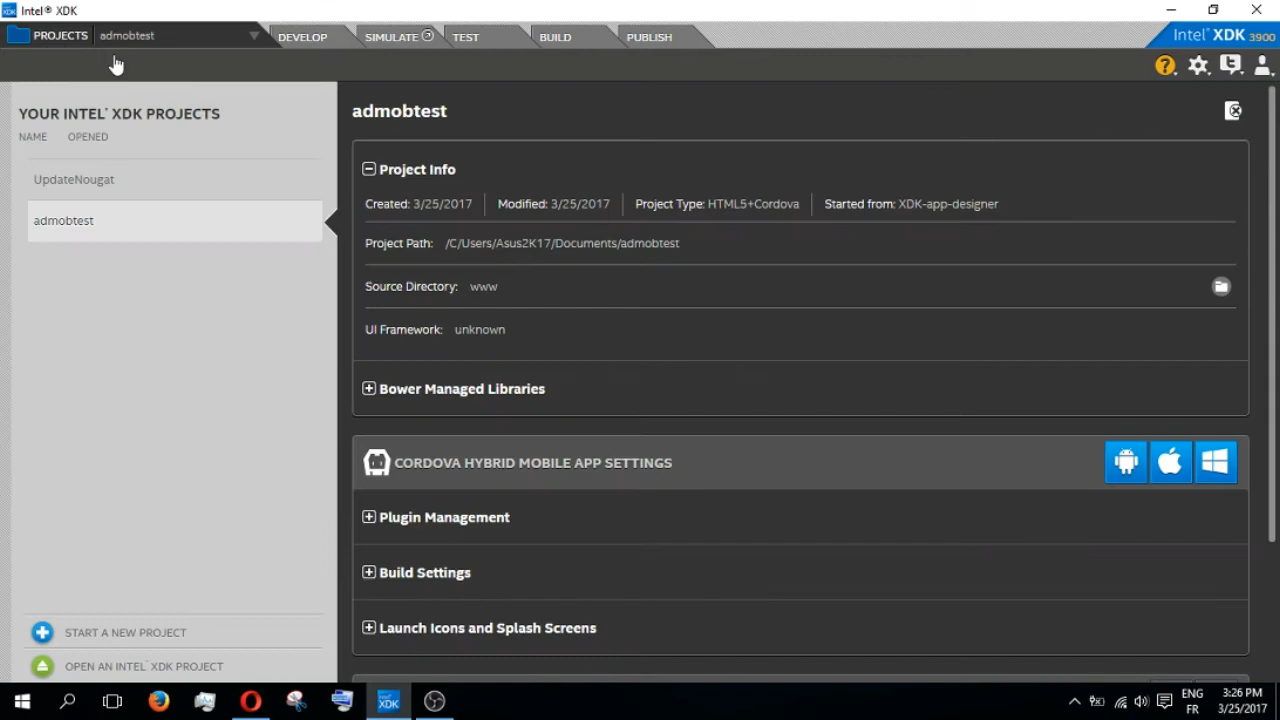 Intel® XDK
PROJECTS admobtest DEVELOP SIMULATE TEST BUILD PUBLISH Intel® XDK 3900
YOUR INTEL® XDK PROJECTS
NAME OPENED
UpdateNougat
admobtest
START A NEW PROJECT
OPEN AN INTEL® XDK PROJECT
admobtest
Project Info
Created: 3/25/2017 Modified: 3/25/2017 Project Type: HTML5+Cordova Started from: XDK-app-designer
Project Path: /C/Users/Asus2K17/Documents/admobtest
Source Directory: www
UI Framework: unknown
Bower Managed Libraries
CORDOVA HYBRID MOBILE APP SETTINGS
Plugin Management
Build Settings
Launch Icons and Splash Screens
XDK
ENG
FR
3:26 PM
3/25/2017